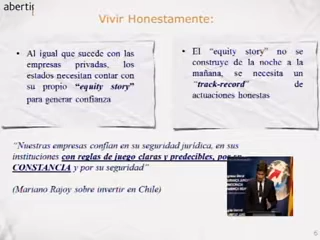 abertis
Vivir Honestamente:
• Al igual que sucede con las
empresas privadas, los
estados necesitan contar con
su propio "equity story"
para generar confianza
• El "equity story" no se
construye de la noche a la
mañana, se necesita un
"track-record" de
actuaciones honestas
"Nuestras empresas confían en su seguridad jurídica, en sus
instituciones con reglas de juego claras y predecibles, por su
CONSTANCIA y por su seguridad"
(Mariano Rajoy sobre invertir en Chile)
6